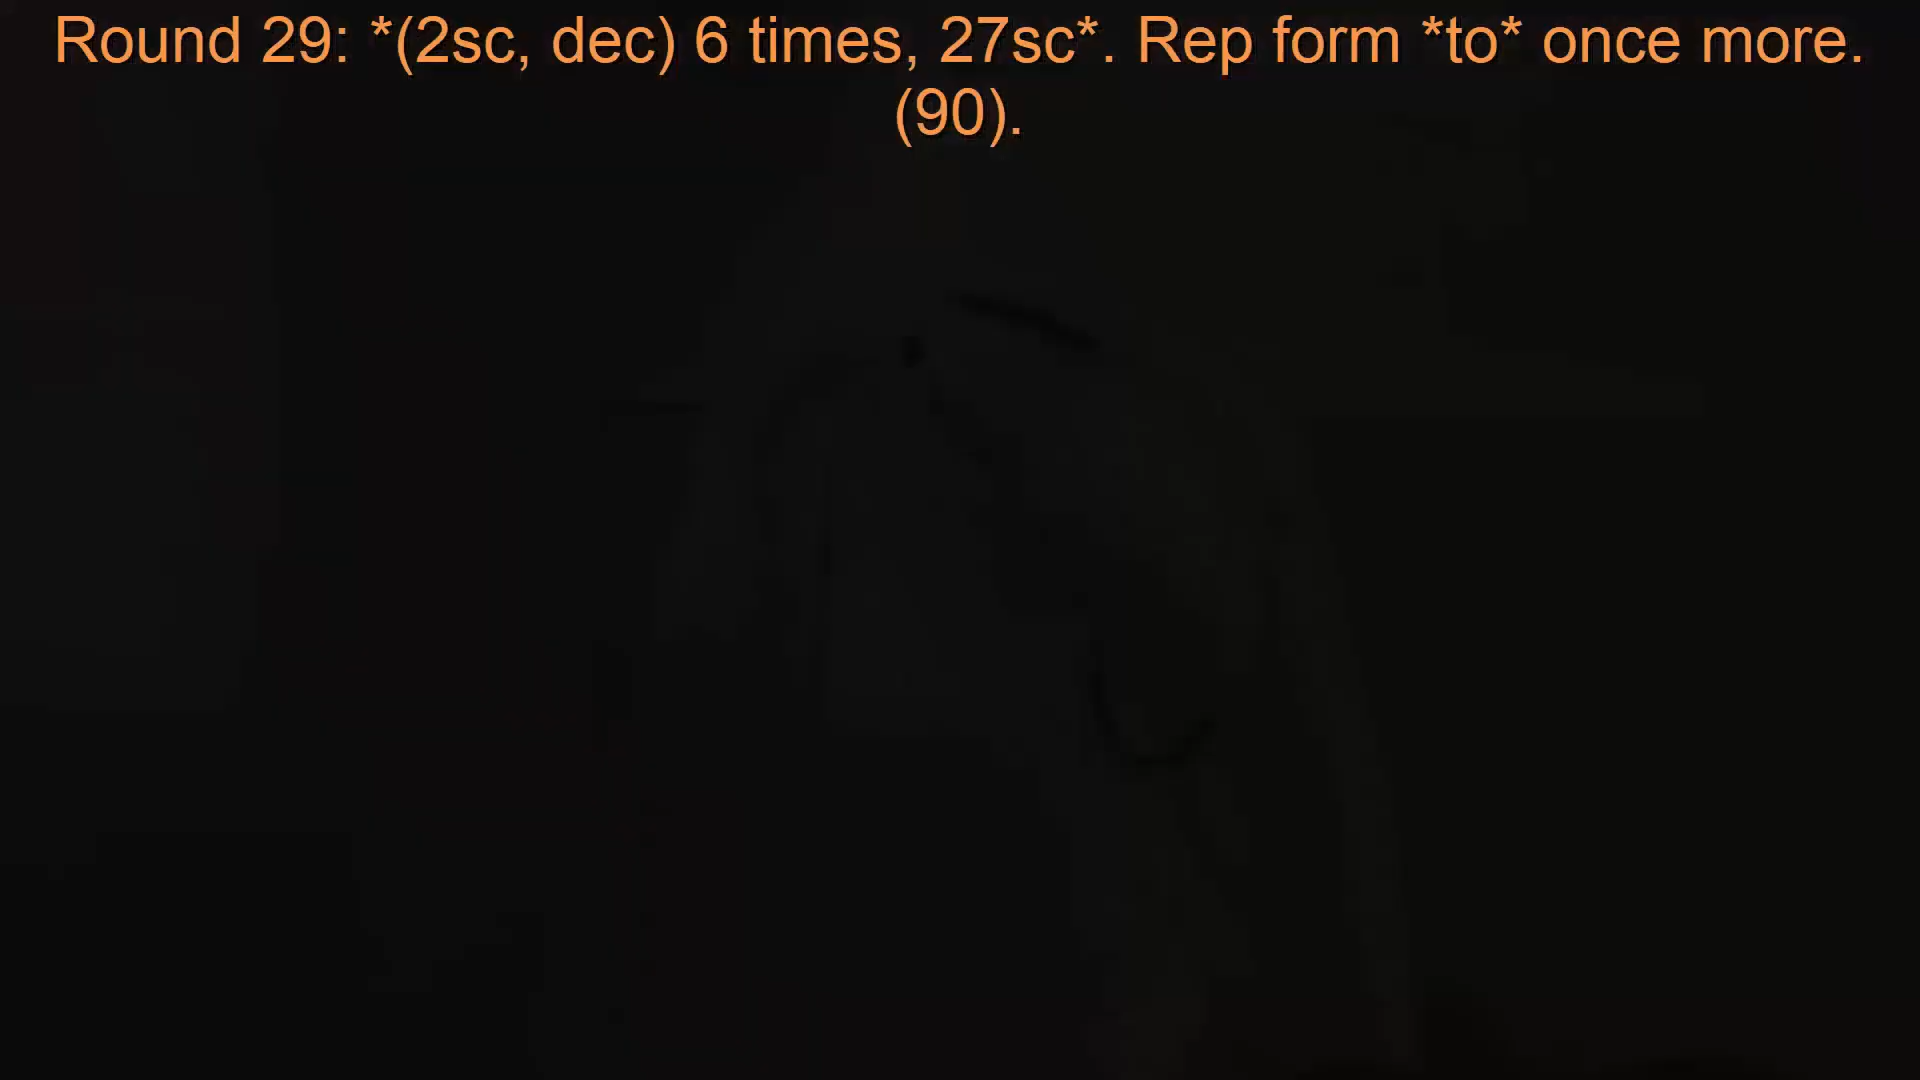 Round 29: *(2sc, dec) 6 times, 27sc*. Rep form *to* once more.
(90).